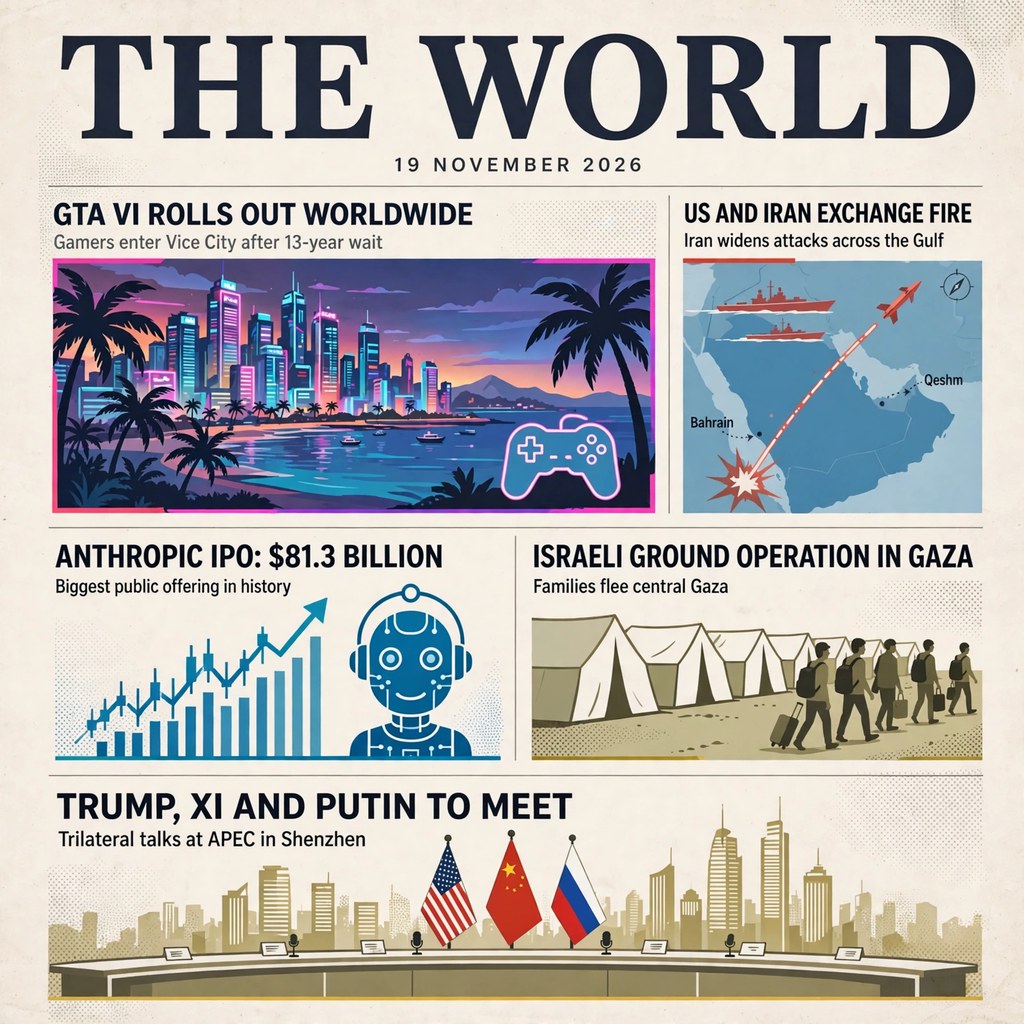 THE WORLD
19 NOVEMBER 2026
GTA VI ROLLS OUT WORLDWIDE
Gamers enter Vice City after 13-year wait
US AND IRAN EXCHANGE FIRE
Iran widens attacks across the Gulf
Qeshm
Bahrain
ANTHROPIC IPO: $81.3 BILLION
Biggest public offering in history
ISRAELI GROUND OPERATION IN GAZA
Families flee central Gaza
TRUMP, XI AND PUTIN TO MEET
Trilateral talks at APEC in Shenzhen